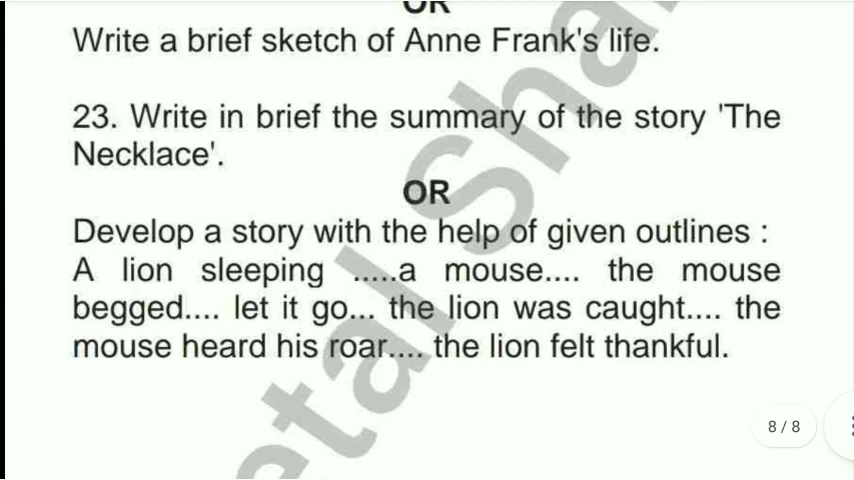 OR
Write a brief sketch of Anne Frank's life.
23. Write in brief the summary of the story 'The
Necklace'.
OR
Develop a story with the help of given outlines :
A lion sleeping .....a mouse.... the mouse
begged.... let it go... the lion was caught.... the
mouse heard his roar.... the lion felt thankful.
8 / 8